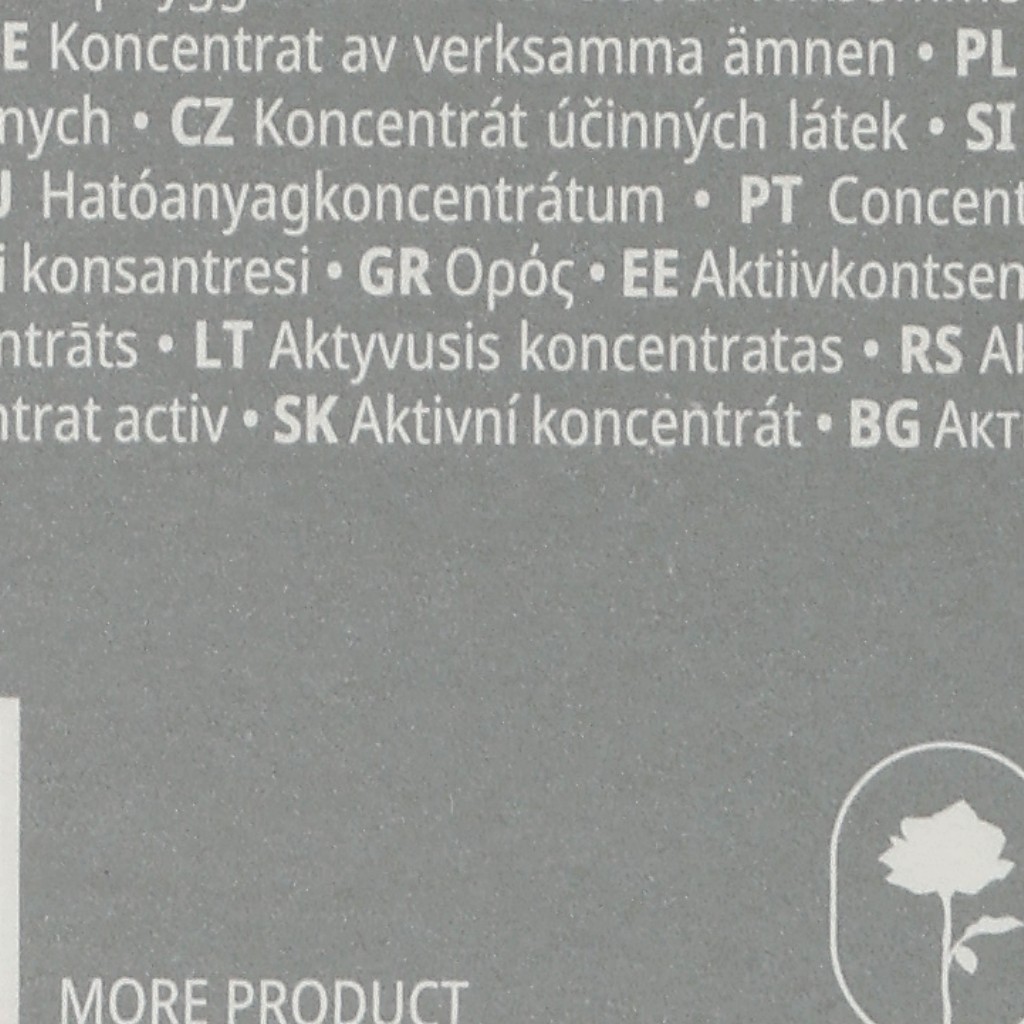 E Koncentrat av verksamma ämnen • PL
nych • CZ Koncentrát účinných látek • SI
Hatóanyagkoncentrátum • PT Concent
i konsantresi • GR Ορός • EE Aktiivkontsen
ntrāts • LT Aktyvusis koncentratas • RS
ntrat activ • SK Aktivní koncentrát • BG Акт
MORE PRODUCT